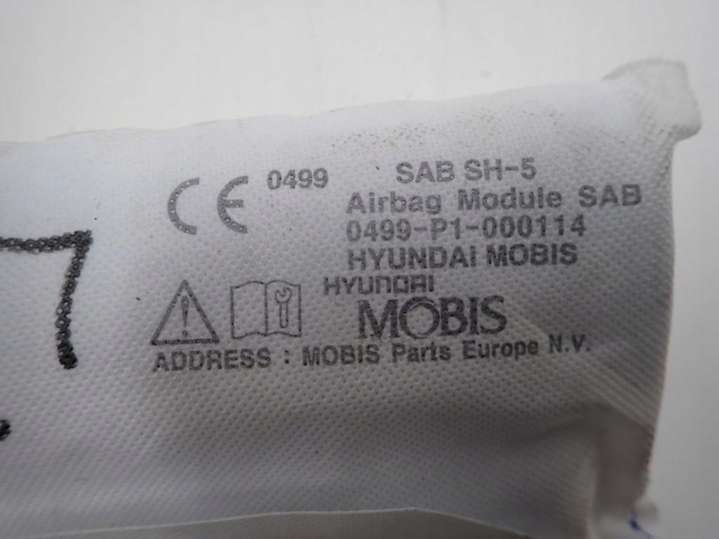 CE 0499 SAB SH-5
Airbag Module SAB
0499-P1-000114
HYUNDAI MOBIS
HYUNDAI
MOBIS
ADDRESS : MOBIS Parts Europe N.V.
7